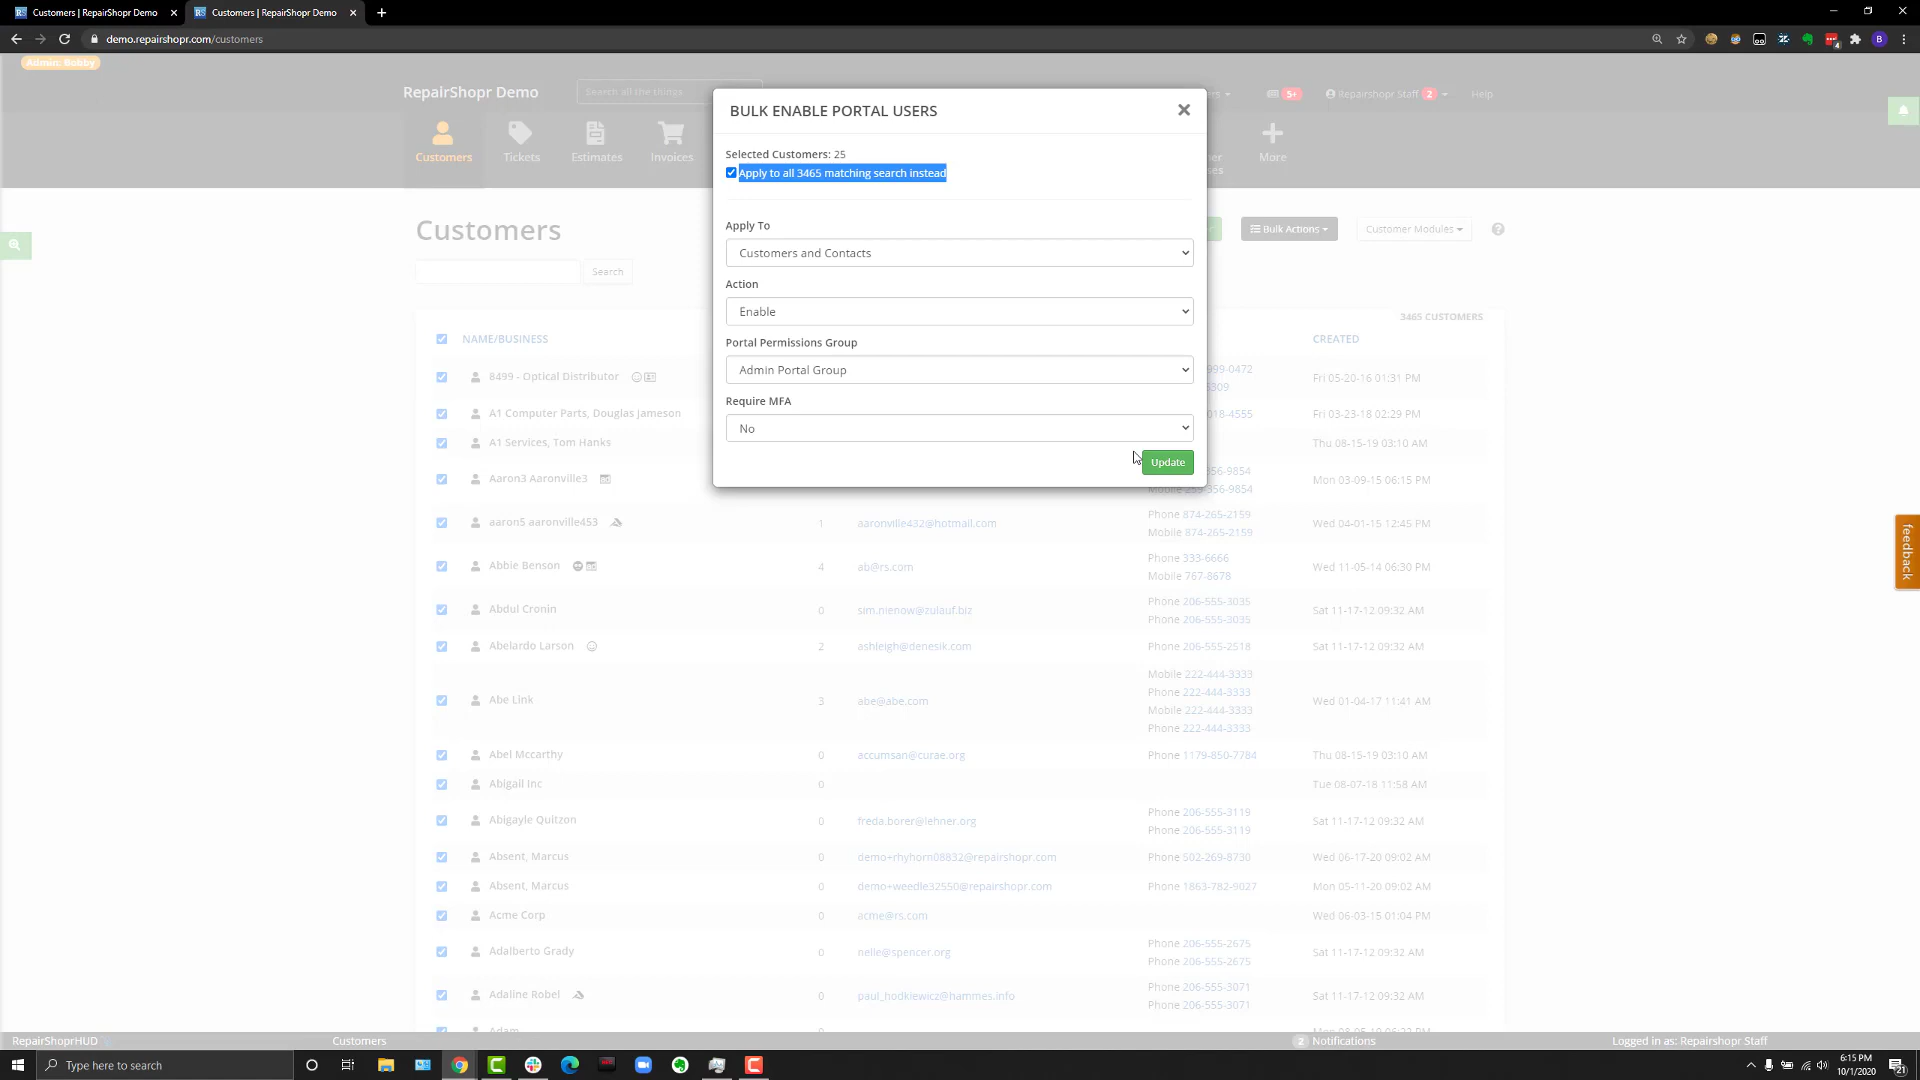 Customers | RepairShopr Demo
Customers | RepairShopr Demo
demo.repairshopr.com/customers
Admin: Bobby
RepairShopr Demo
Search all the things
5+
Repairshopr Staff 2
Help
Customers
Tickets
Estimates
Invoices
More
BULK ENABLE PORTAL USERS
Selected Customers: 25
Apply to all 3465 matching search instead
Apply To
Customers and Contacts
Action
Enable
Portal Permissions Group
Admin Portal Group
Require MFA
No
Update
Customers
Bulk Actions
Customer Modules
Search
3465 CUSTOMERS
NAME/BUSINESS
CREATED
8499 - Optical Distributor
Fri 05-20-16 01:31 PM
A1 Computer Parts, Douglas Jameson
Fri 03-23-18 02:29 PM
A1 Services, Tom Hanks
Thu 08-15-19 03:10 AM
Aaron3 Aaronville3
Mon 03-09-15 06:15 PM
aaron5 aaronville453
1
aaronville432@hotmail.com
Phone 874-265-2159
Mobile 874-265-2159
Wed 04-01-15 12:45 PM
Abbie Benson
4
ab@rs.com
Phone 333-6666
Mobile 767-8678
Wed 11-05-14 06:30 PM
Abdul Cronin
0
sim.nienow@zulauf.biz
Phone 206-555-3035
Phone 206-555-3035
Sat 11-17-12 09:32 AM
Abelardo Larson
2
ashleigh@denesik.com
Phone 206-555-2518
Sat 11-17-12 09:32 AM
Abe Link
3
abe@abe.com
Mobile 222-444-3333
Phone 222-444-3333
Mobile 222-444-3333
Phone 222-444-3333
Wed 01-04-17 11:41 AM
Abel Mccarthy
0
accumsan@curae.org
Phone 1179-850-7784
Thu 08-15-19 03:10 AM
Abigail Inc
0
Tue 08-07-18 11:58 AM
Abigayle Quitzon
0
freda.borer@lehner.org
Phone 206-555-3119
Phone 206-555-3119
Sat 11-17-12 09:32 AM
Absent, Marcus
0
demo+rhyhorn08832@repairshopr.com
Phone 502-269-8730
Wed 06-17-20 09:02 AM
Absent, Marcus
0
demo+weedle32550@repairshopr.com
Phone 1863-782-9027
Mon 05-11-20 09:02 AM
Acme Corp
0
acme@rs.com
Wed 06-03-15 01:04 PM
Adalberto Grady
0
nelle@spencer.org
Phone 206-555-2675
Phone 206-555-2675
Sat 11-17-12 09:32 AM
Adaline Robel
0
paul_hodkiewicz@hammes.info
Phone 206-555-3071
Phone 206-555-3071
Sat 11-17-12 09:32 AM
feedback
RepairShoprHUD
Customers
2 Notifications
Logged in as: Repairshopr Staff
Type here to search
6:15 PM
10/1/2020
21